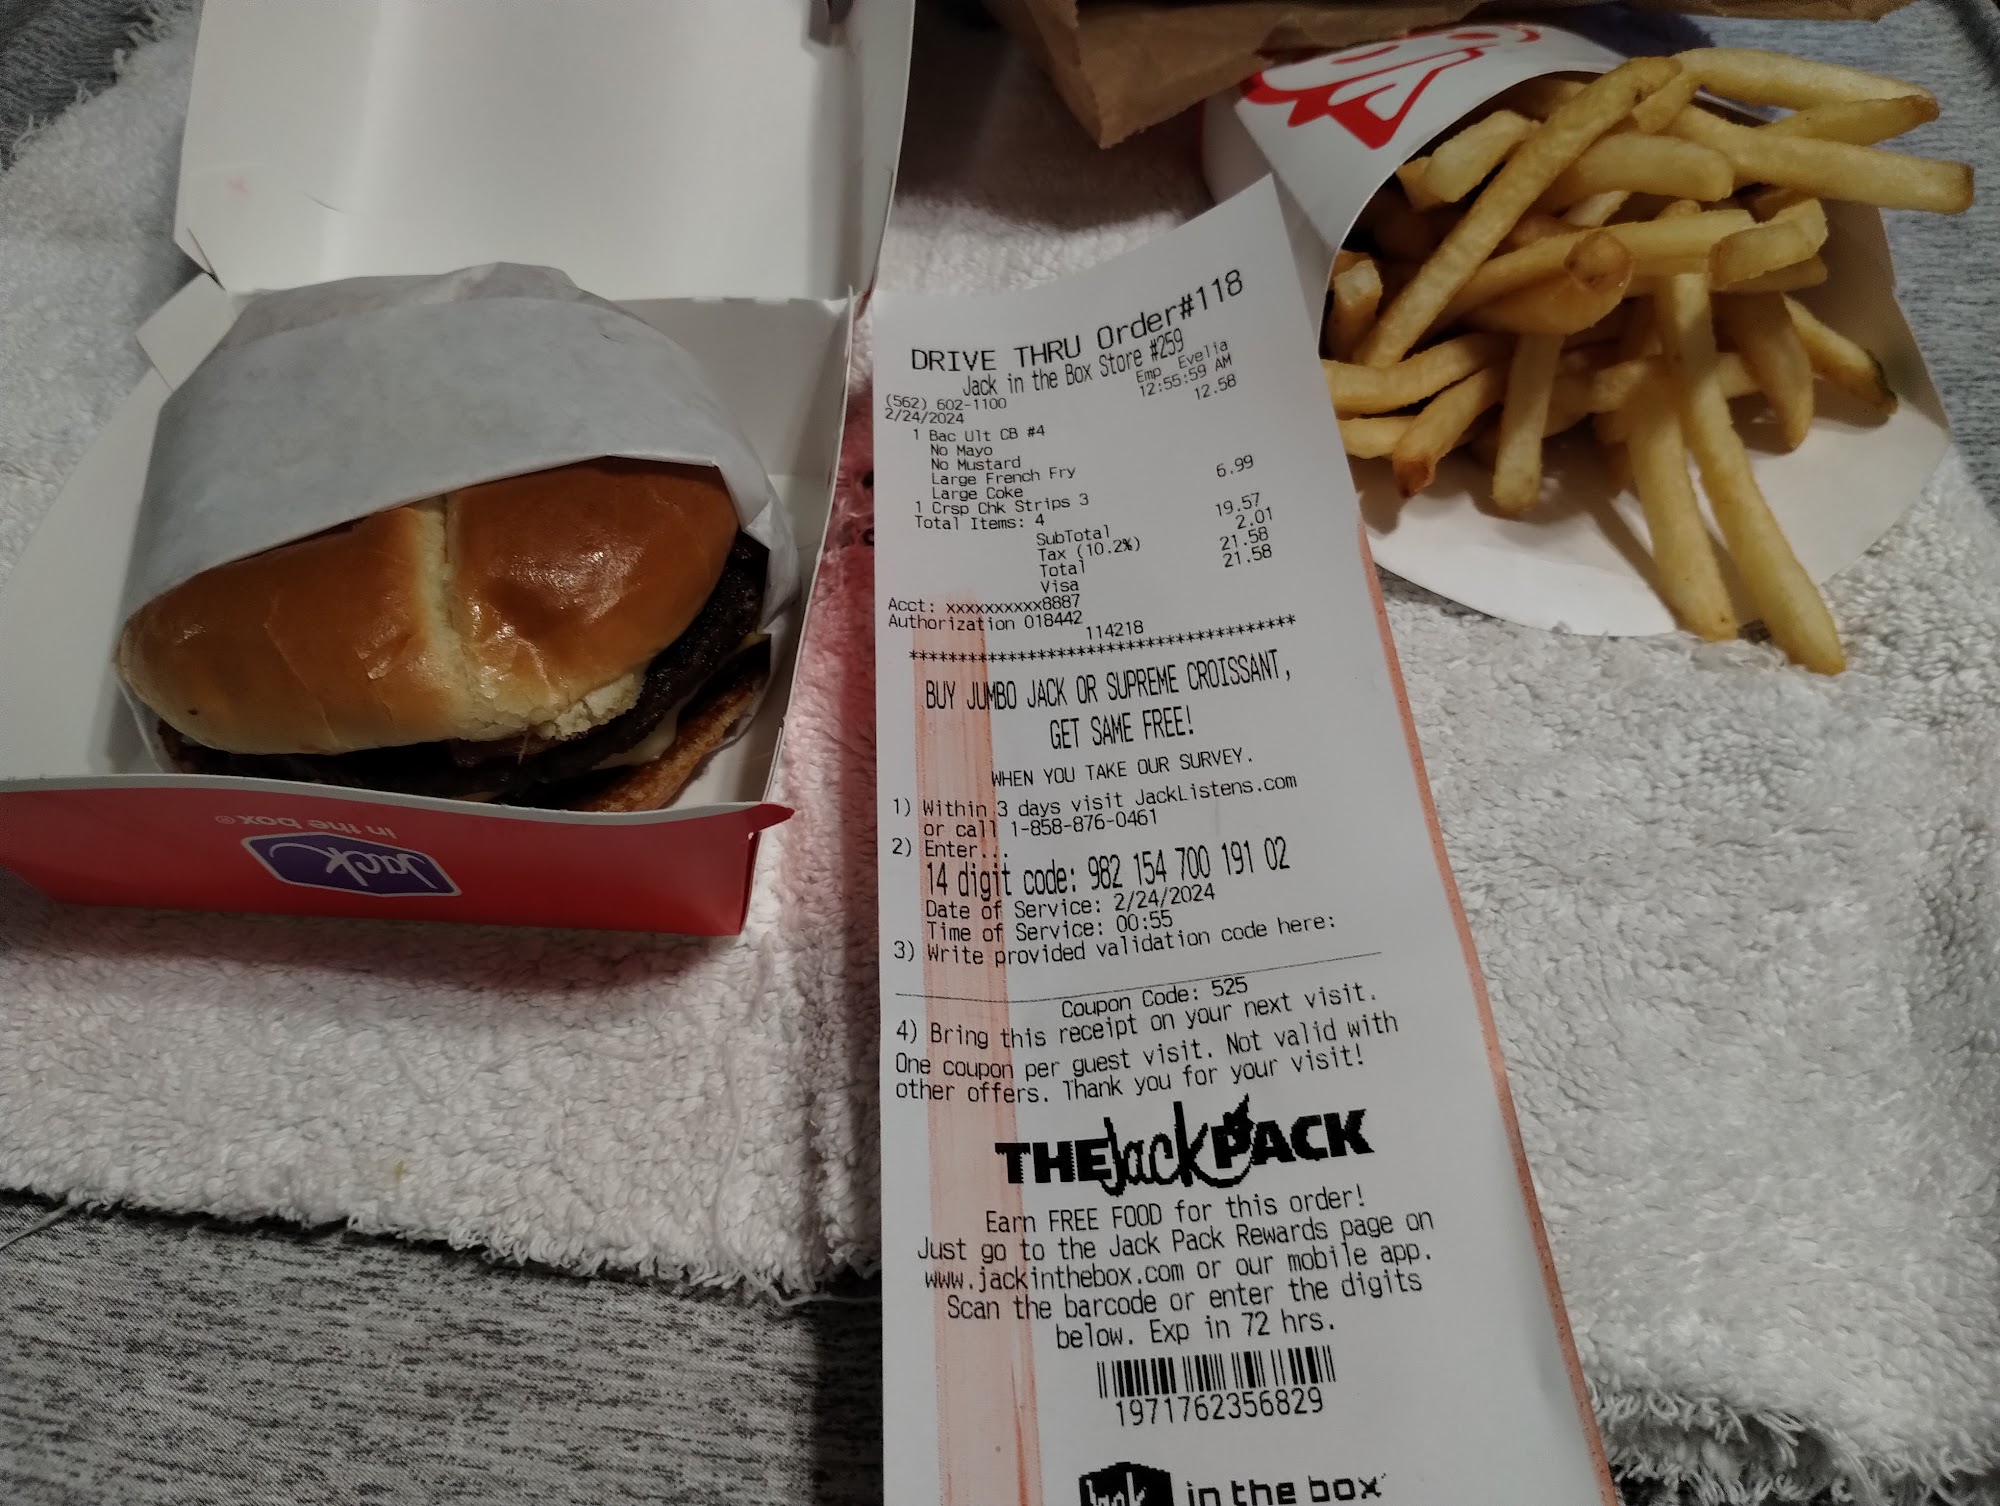 DRIVE THRU Order#118
Jack in the Box Store #259
Emp Evelia
(562) 602-1100
12:55:59 AM
2/24/2024
1 Bac Ult CB #4 12.58
No Mayo
No Mustard
Large French Fry
Large Coke
1 Crsp Chk Strips 3 6.99
Total Items: 4
SubTotal 19.57
Tax (10.2%) 2.01
Total 21.58
Visa 21.58
Acct: xxxxxxxxxx8887
Authorization 018442
114218
***************************************
BUY JUMBO JACK OR SUPREME CROISSANT,
GET SAME FREE!
WHEN YOU TAKE OUR SURVEY.
1) Within 3 days visit JackListens.com
or call 1-858-876-0461
2) Enter...
14 digit code: 982 154 700 191 02
Date of Service: 2/24/2024
Time of Service: 00:55
3) Write provided validation code here:
Coupon Code: 525
4) Bring this receipt on your next visit.
One coupon per guest visit. Not valid with
other offers. Thank you for your visit!
THE Jack PACK
Earn FREE FOOD for this order!
Just go to the Jack Pack Rewards page on
www.jackinthebox.com or our mobile app.
Scan the barcode or enter the digits
below. Exp in 72 hrs.
1971762356829
Jack in the box
Jack
in the box®